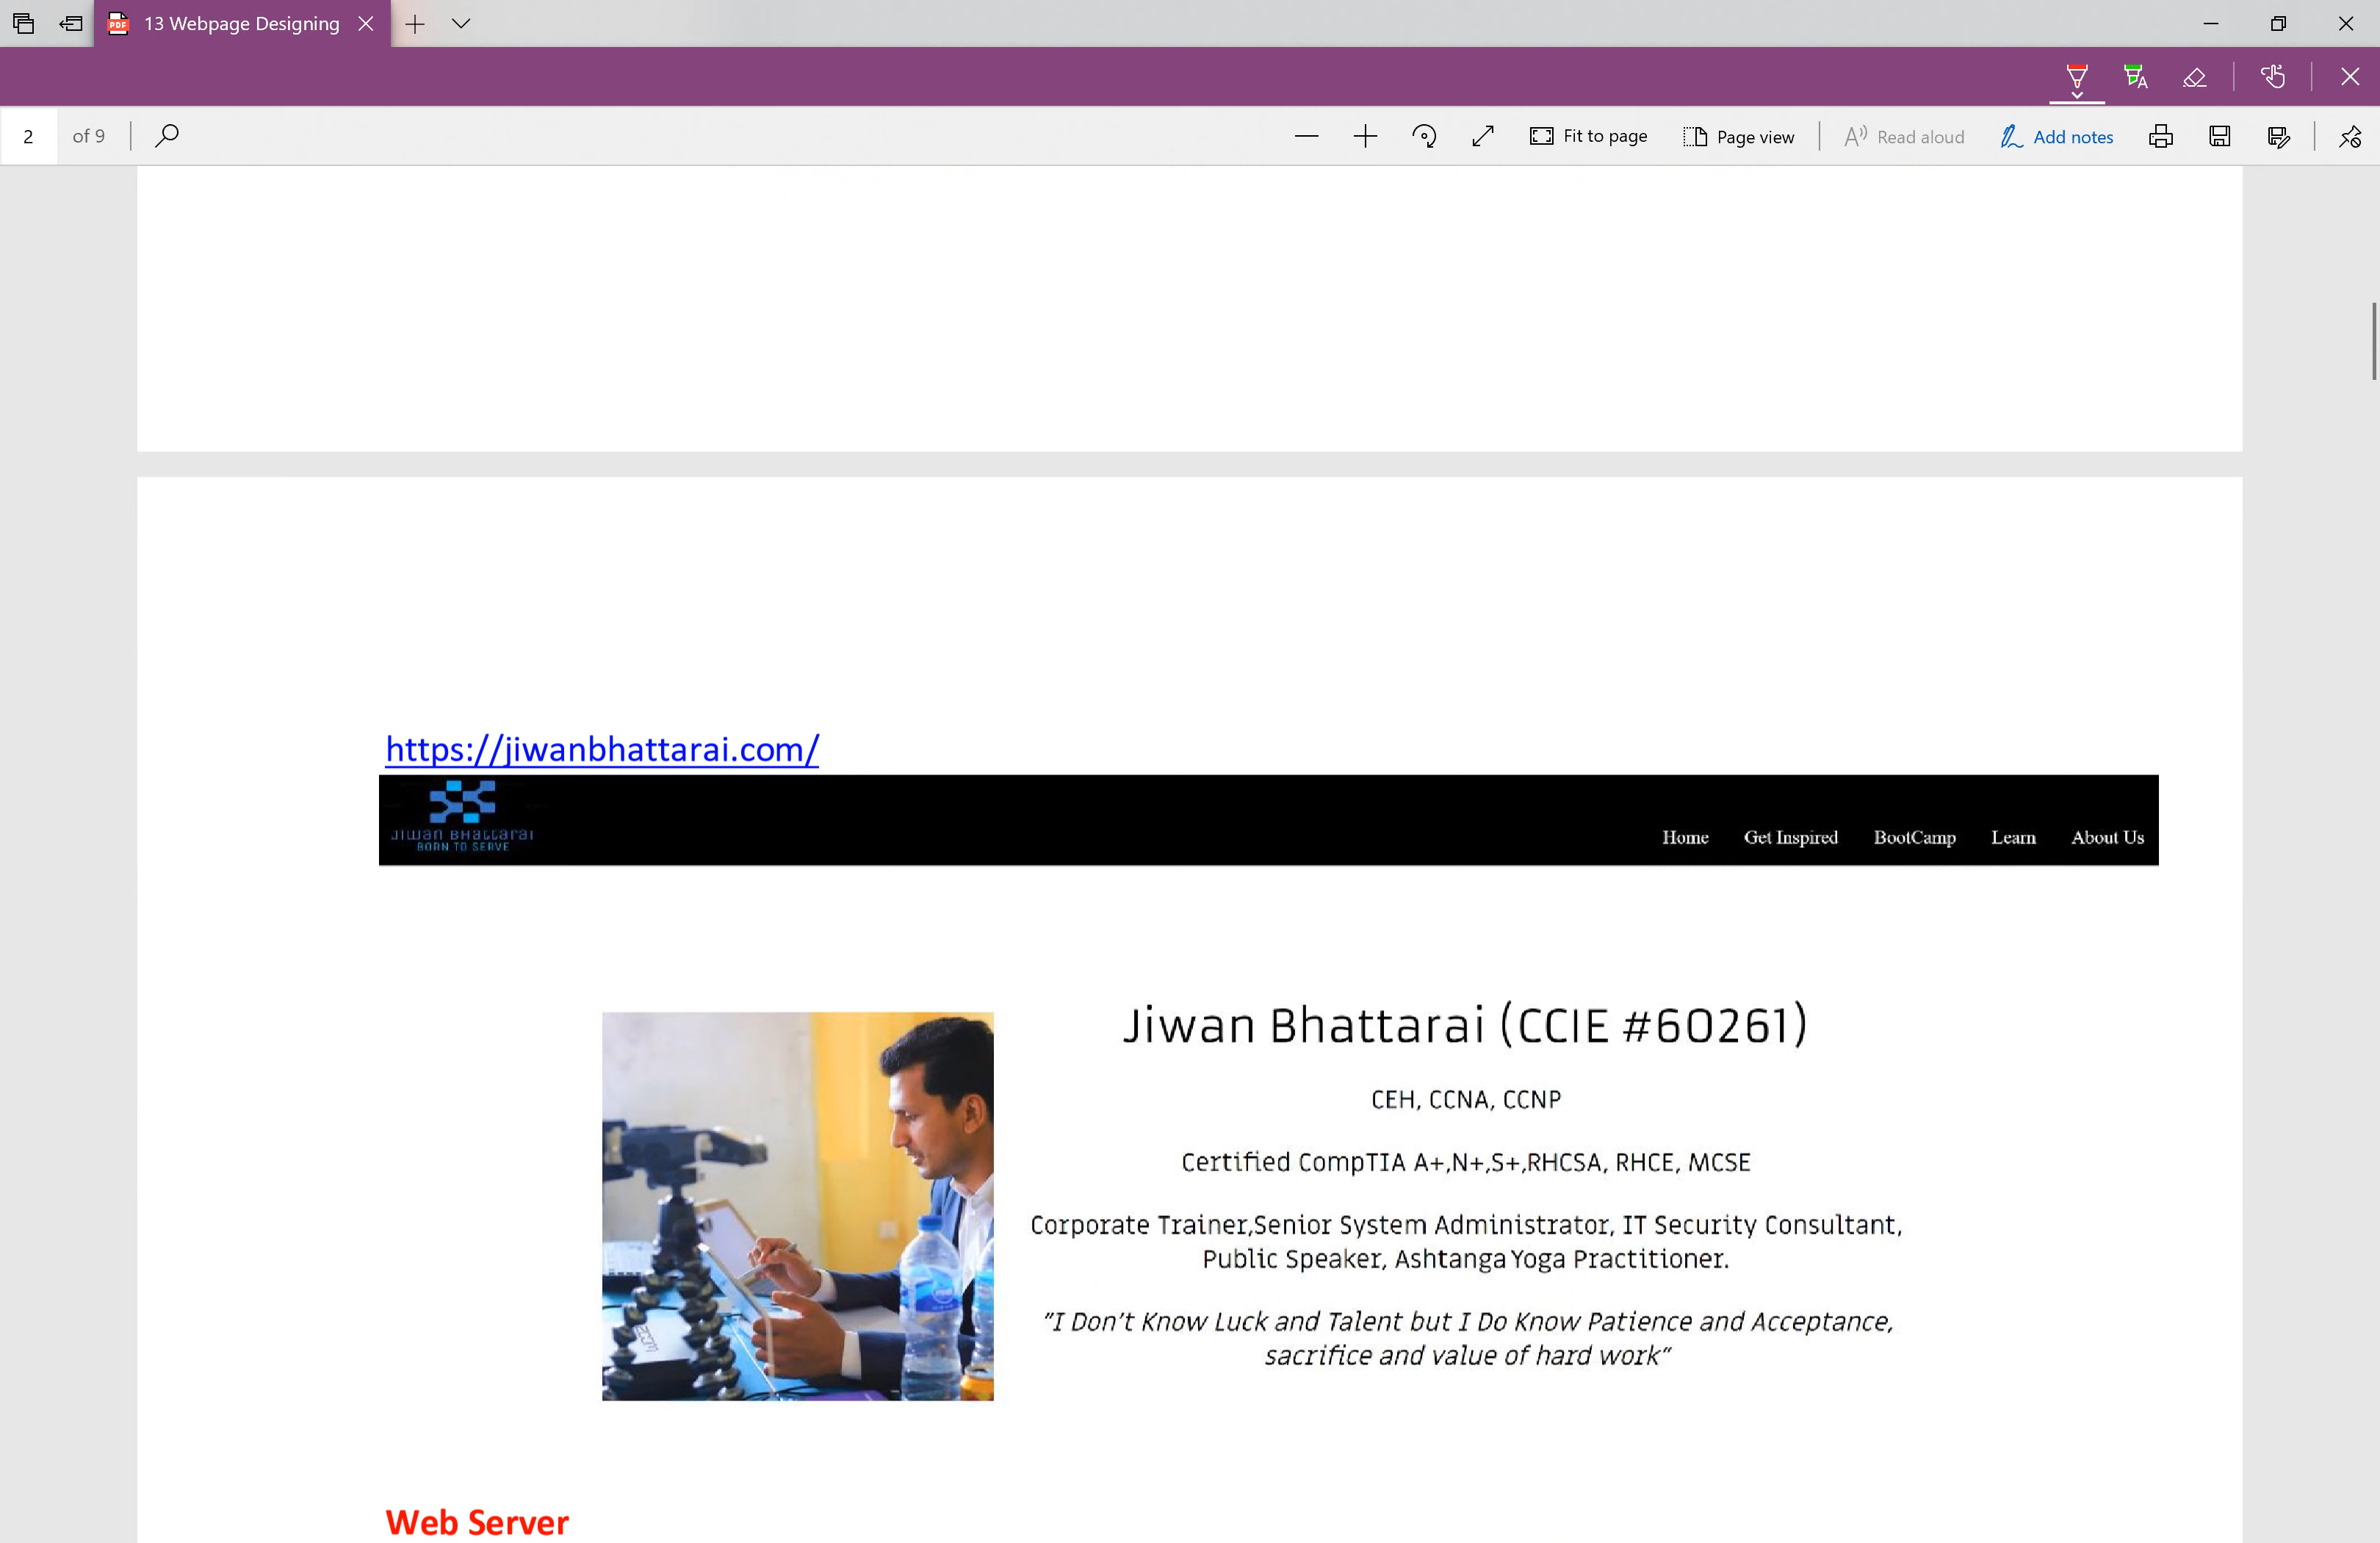 13 Webpage Designing
2 of 9
Fit to page
Page view
Read aloud
Add notes
https://jiwanbhattarai.com/
JIWAN BHATTARAI
BORN TO SERVE
Home Get Inspired BootCamp Learn About Us
Jiwan Bhattarai (CCIE #60261)
CEH, CCNA, CCNP
Certified CompTIA A+,N+,S+,RHCSA, RHCE, MCSE
Corporate Trainer,Senior System Administrator, IT Security Consultant,
Public Speaker, Ashtanga Yoga Practitioner.
"I Don't Know Luck and Talent but I Do Know Patience and Acceptance,
sacrifice and value of hard work"
Web Server